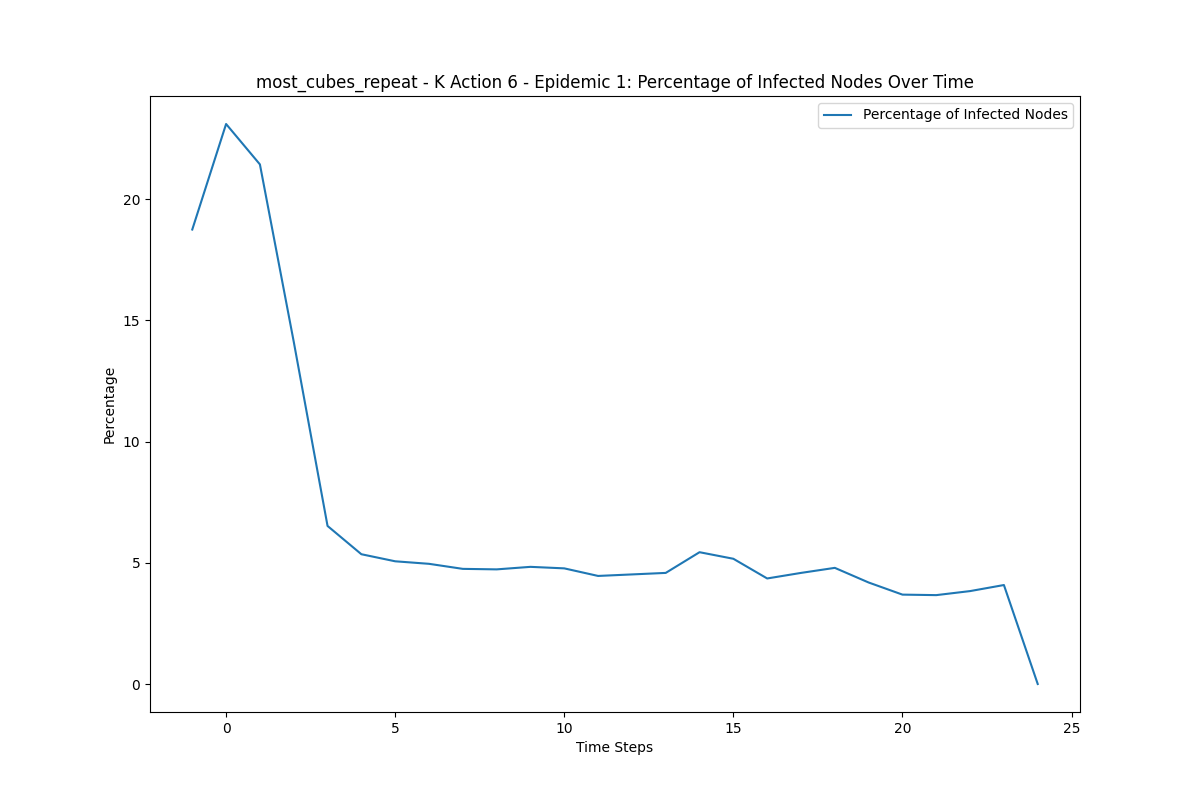 most_cubes_repeat - K Action 6 - Epidemic 1: Percentage of Infected Nodes Over Time
Percentage of Infected Nodes
20
15
10
5
0
Percentage
0 5 10 15 20 25
Time Steps